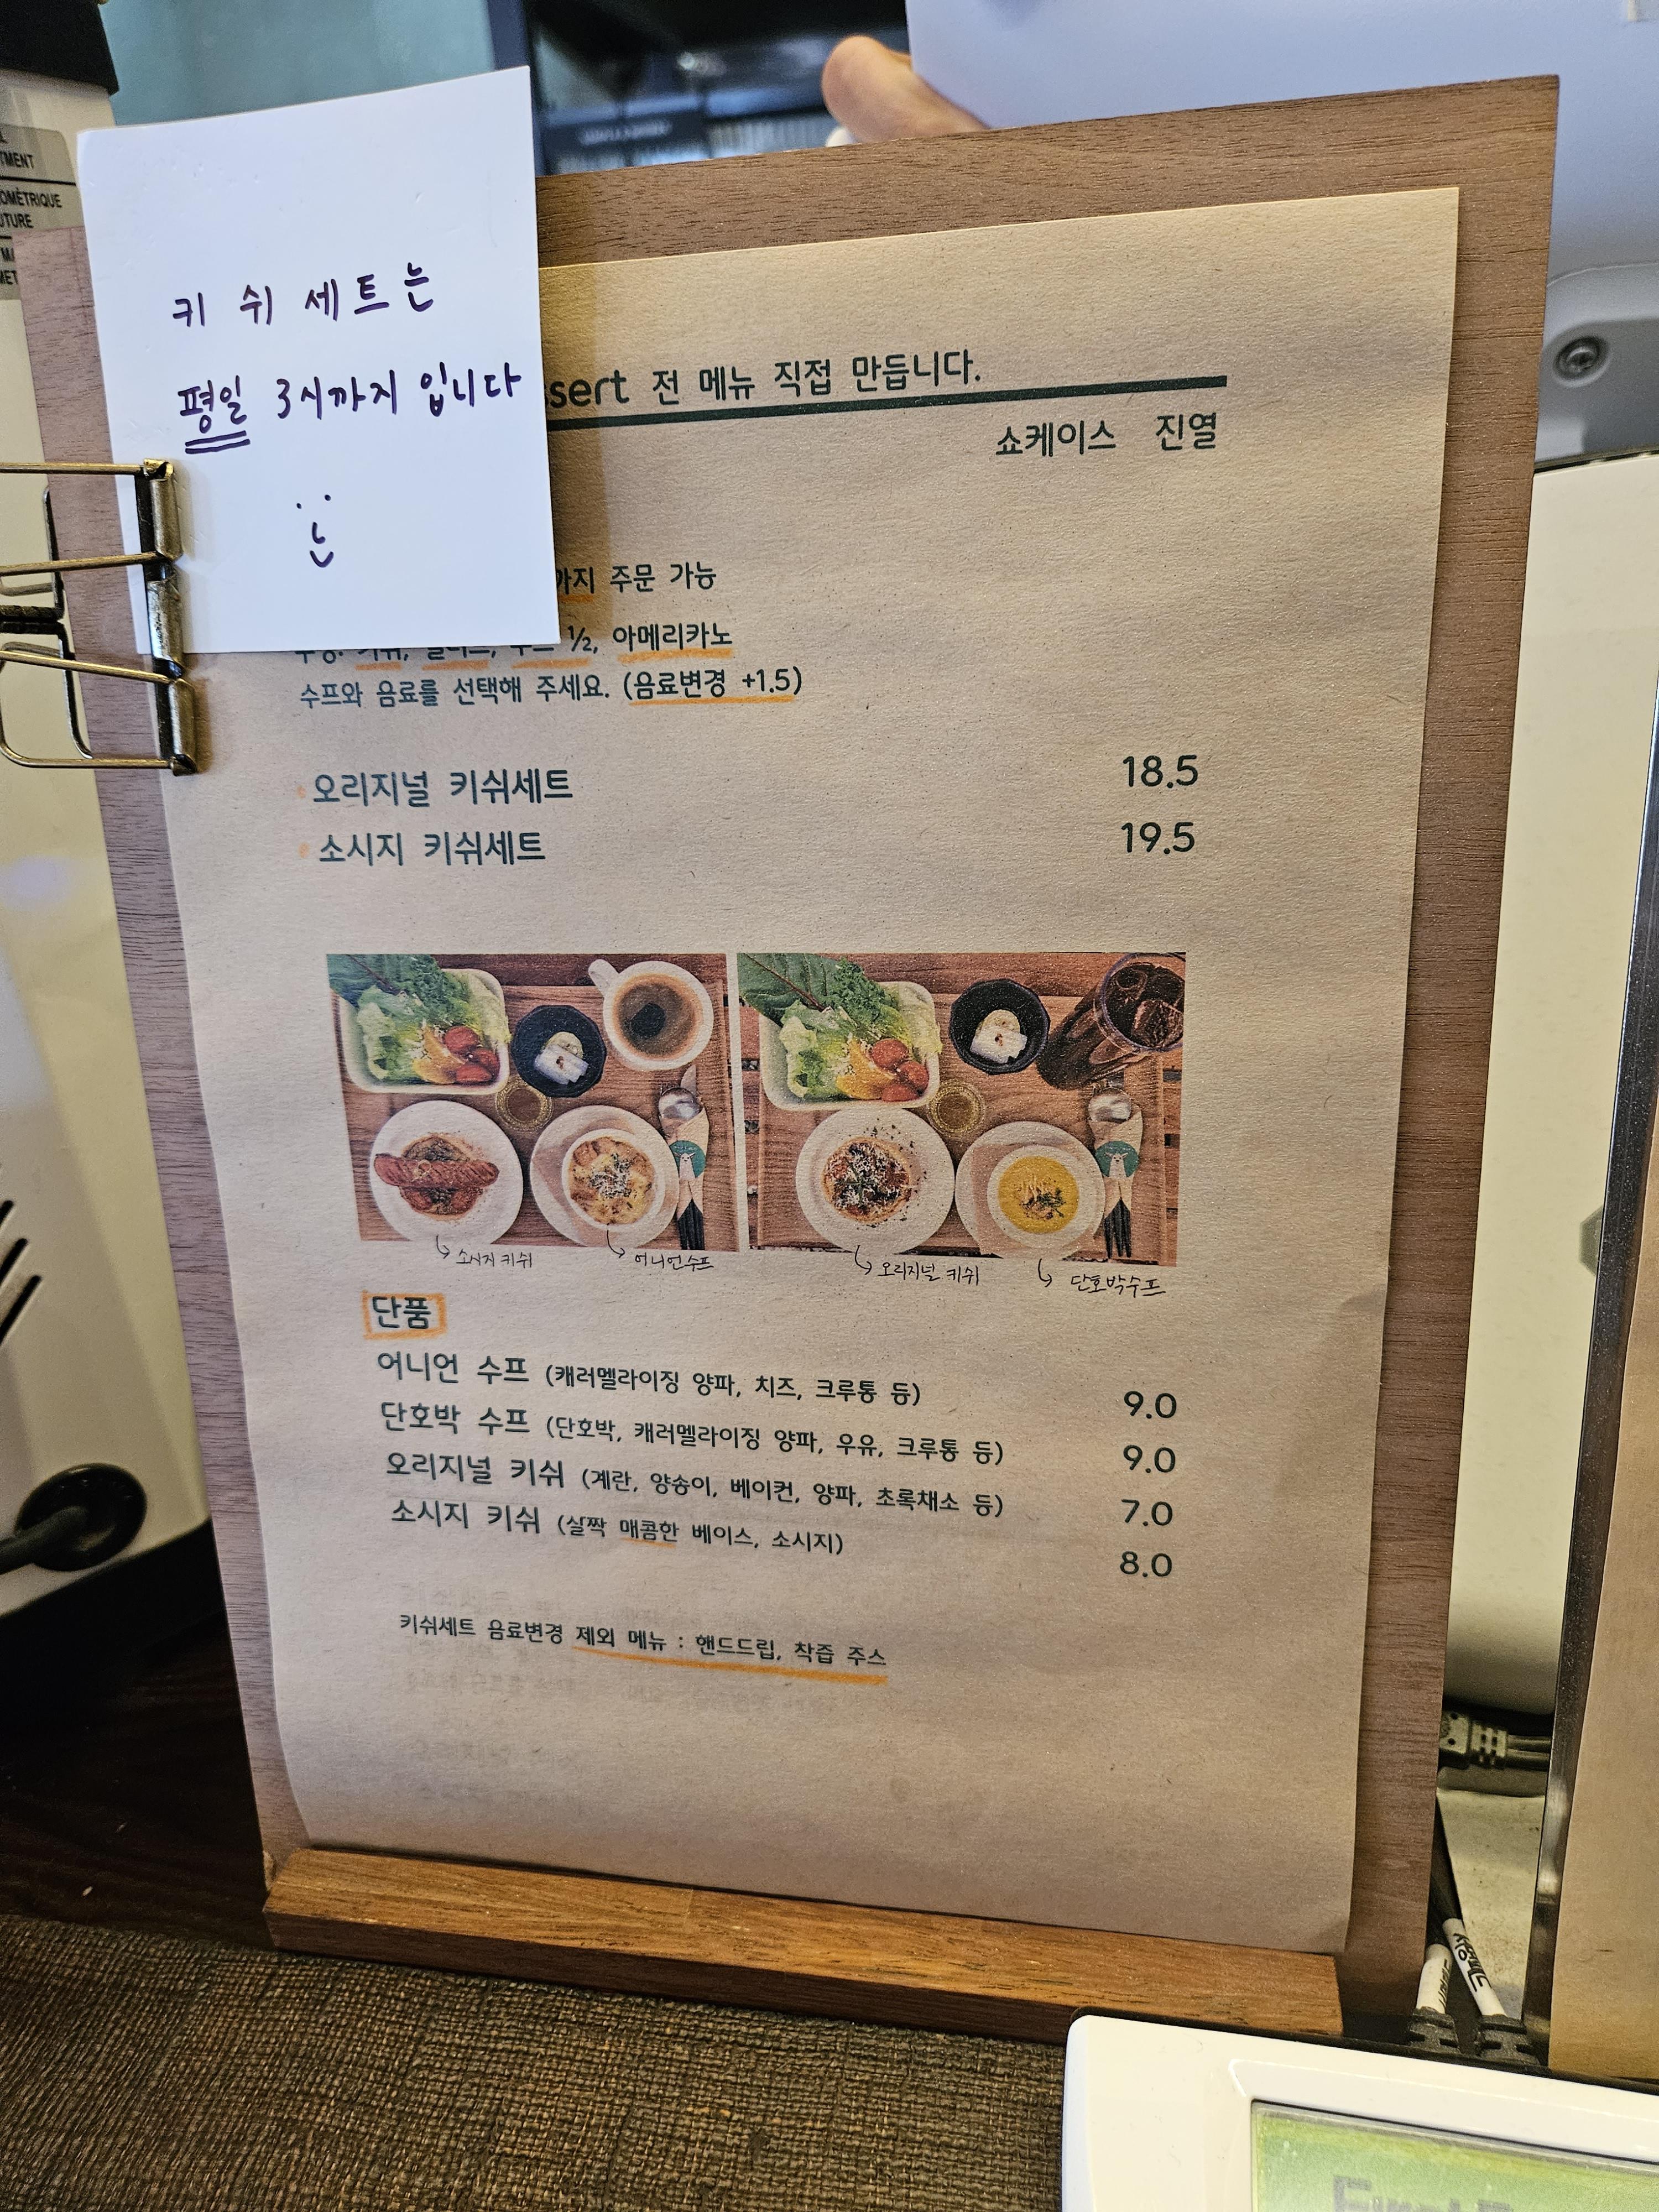 키쉬세트는
평일 3시까지 입니다
전 메뉴 직접 만듭니다.
쇼케이스 진열
까지 주문 가능
½, 아메리카노
수프와 음료를 선택해 주세요. (음료변경 +1.5)
오리지널 키쉬세트 18.5
소시지 키쉬세트 19.5
소시지 키쉬
어니언수프
오리지널 키쉬
단호박수프
단품
어니언 수프 (캐러멜라이징 양파, 치즈, 크루통 등) 9.0
단호박 수프 (단호박, 캐러멜라이징 양파, 우유, 크루통 등) 9.0
오리지널 키쉬 (계란, 양송이, 베이컨, 양파, 초록채소 등) 7.0
소시지 키쉬 (살짝 매콤한 베이스, 소시지) 8.0
키쉬세트 음료변경 제외 메뉴 : 핸드드립, 착즙 주스